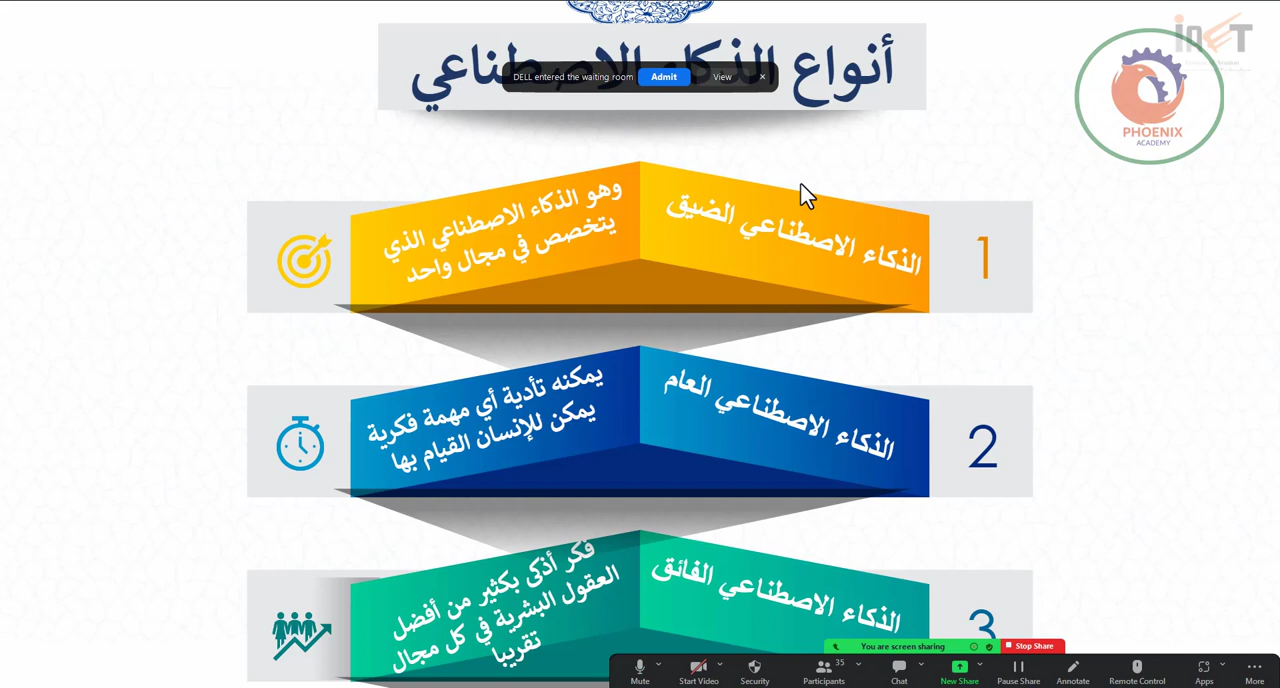 أنواع الذكاء الاصطناعي
DELL entered the waiting room
Admit
View
inET
PHOENIX
ACADEMY
1
الذكاء الاصطناعي الضيق
وهو الذكاء الاصطناعي الذي
يتخصص في مجال واحد
2
الذكاء الاصطناعي العام
يمكنه تأدية أي مهمة فكرية
يمكن للإنسان القيام بها
3
الذكاء الاصطناعي الفائق
فكر أذكى بكثير من أفضل
العقول البشرية في كل مجال
تقريبا
You are screen sharing
Stop Share
Mute
Start Video
Security
Participants
35
Chat
New Share
Pause Share
Annotate
Remote Control
Apps
More